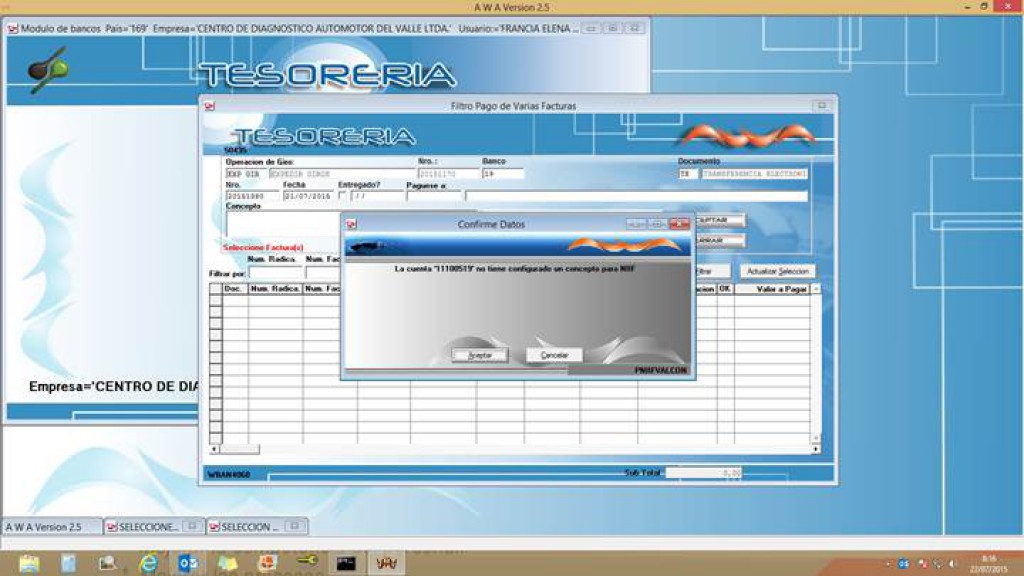 A W A Version 2.5
Modulo de bancos Pais='169' Empresa='CENTRO DE DIAGNOSTICO AUTOMOTOR DEL VALLE LTDA.' Usuario:='FRANCIA ELENA ...
TESORERIA
Filtro Pago de Varias Facturas
TESORERIA
50435
Operacion de Giro: Nro.: Banco Documento
EXP GIR EXPEDIR GIROS 20151170 19 TE TRANSFERENCIA ELECTRONI
Nro. Fecha Entregado? Paguese a:
20151980 21/07/2015 / /
Concepto
Confirme Datos
Seleccione Factura(s)
Num. Radica. Num. Fac
La cuenta '11100519' no tiene configurado un concepto para NIIF
Filtrar por: Actualizar Seleccion
Doc. Num. Radica. Num. Fac OK Valor a Pagar
Aceptar Cancelar
PNIIFVALCON
Empresa='CENTRO DE DIA
WBAN4060 Sub Total 0,00
A W A Version 2.5 SELECCIONE... SELECCION ...
8:16
22/07/2015